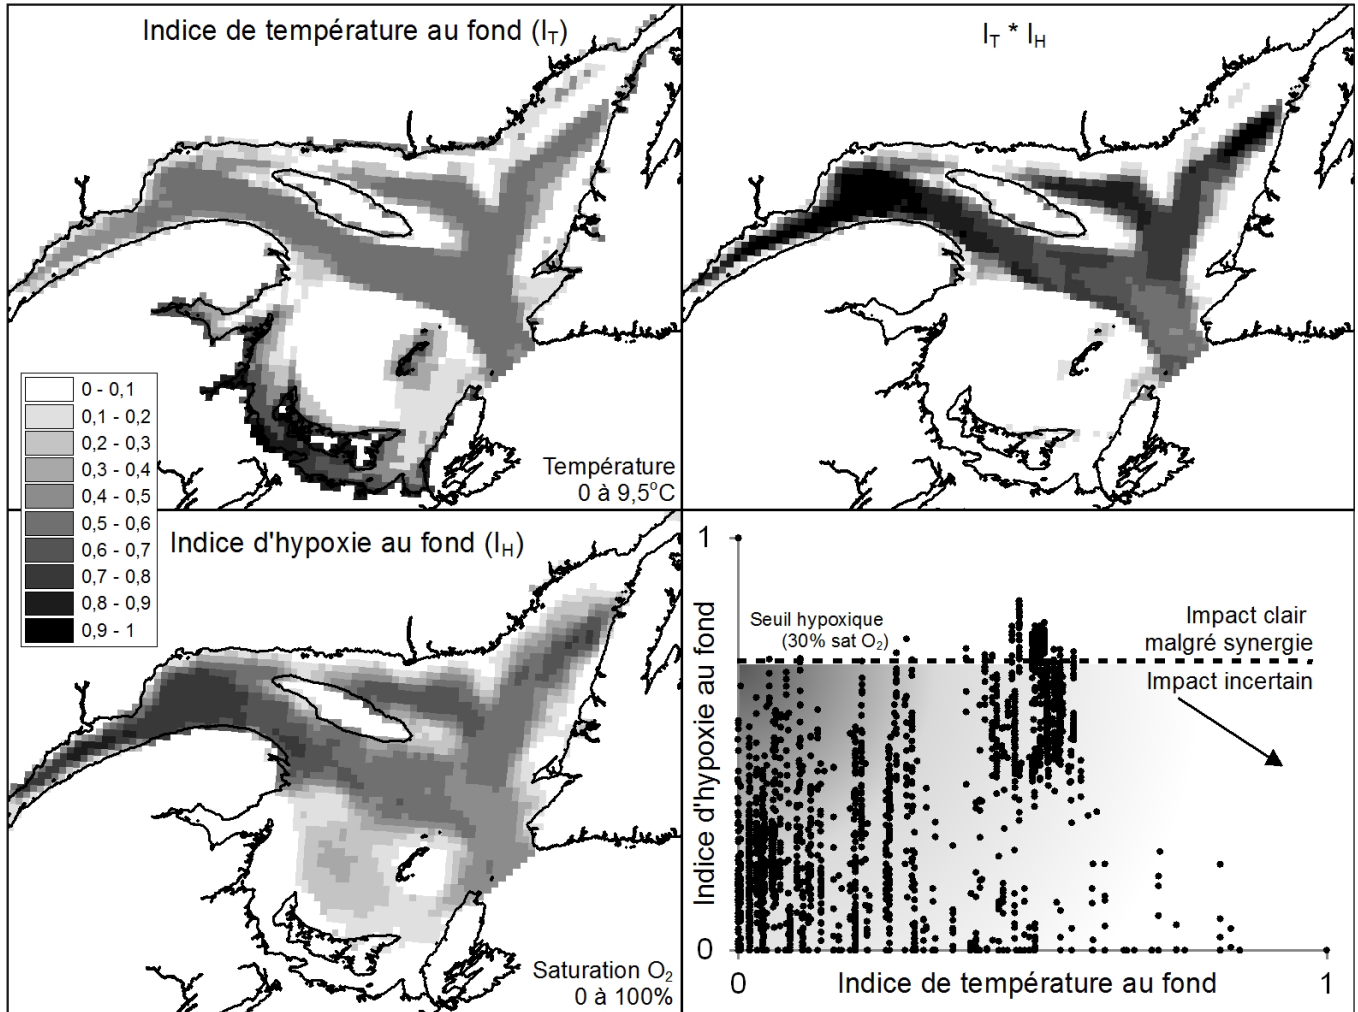 Indice de température au fond (I_T)
I_T * I_H
0 - 0,1
0,1 - 0,2
0,2 - 0,3
0,3 - 0,4
0,4 - 0,5
0,5 - 0,6
0,6 - 0,7
0,7 - 0,8
0,8 - 0,9
0,9 - 1
Température
0 à 9,5°C
Indice d'hypoxie au fond (I_H)
Saturation O₂
0 à 100%
1
Seuil hypoxique
(30% sat O₂)
Impact clair
malgré synergie
Impact incertain
Indice d'hypoxie au fond
0
0
Indice de température au fond
1